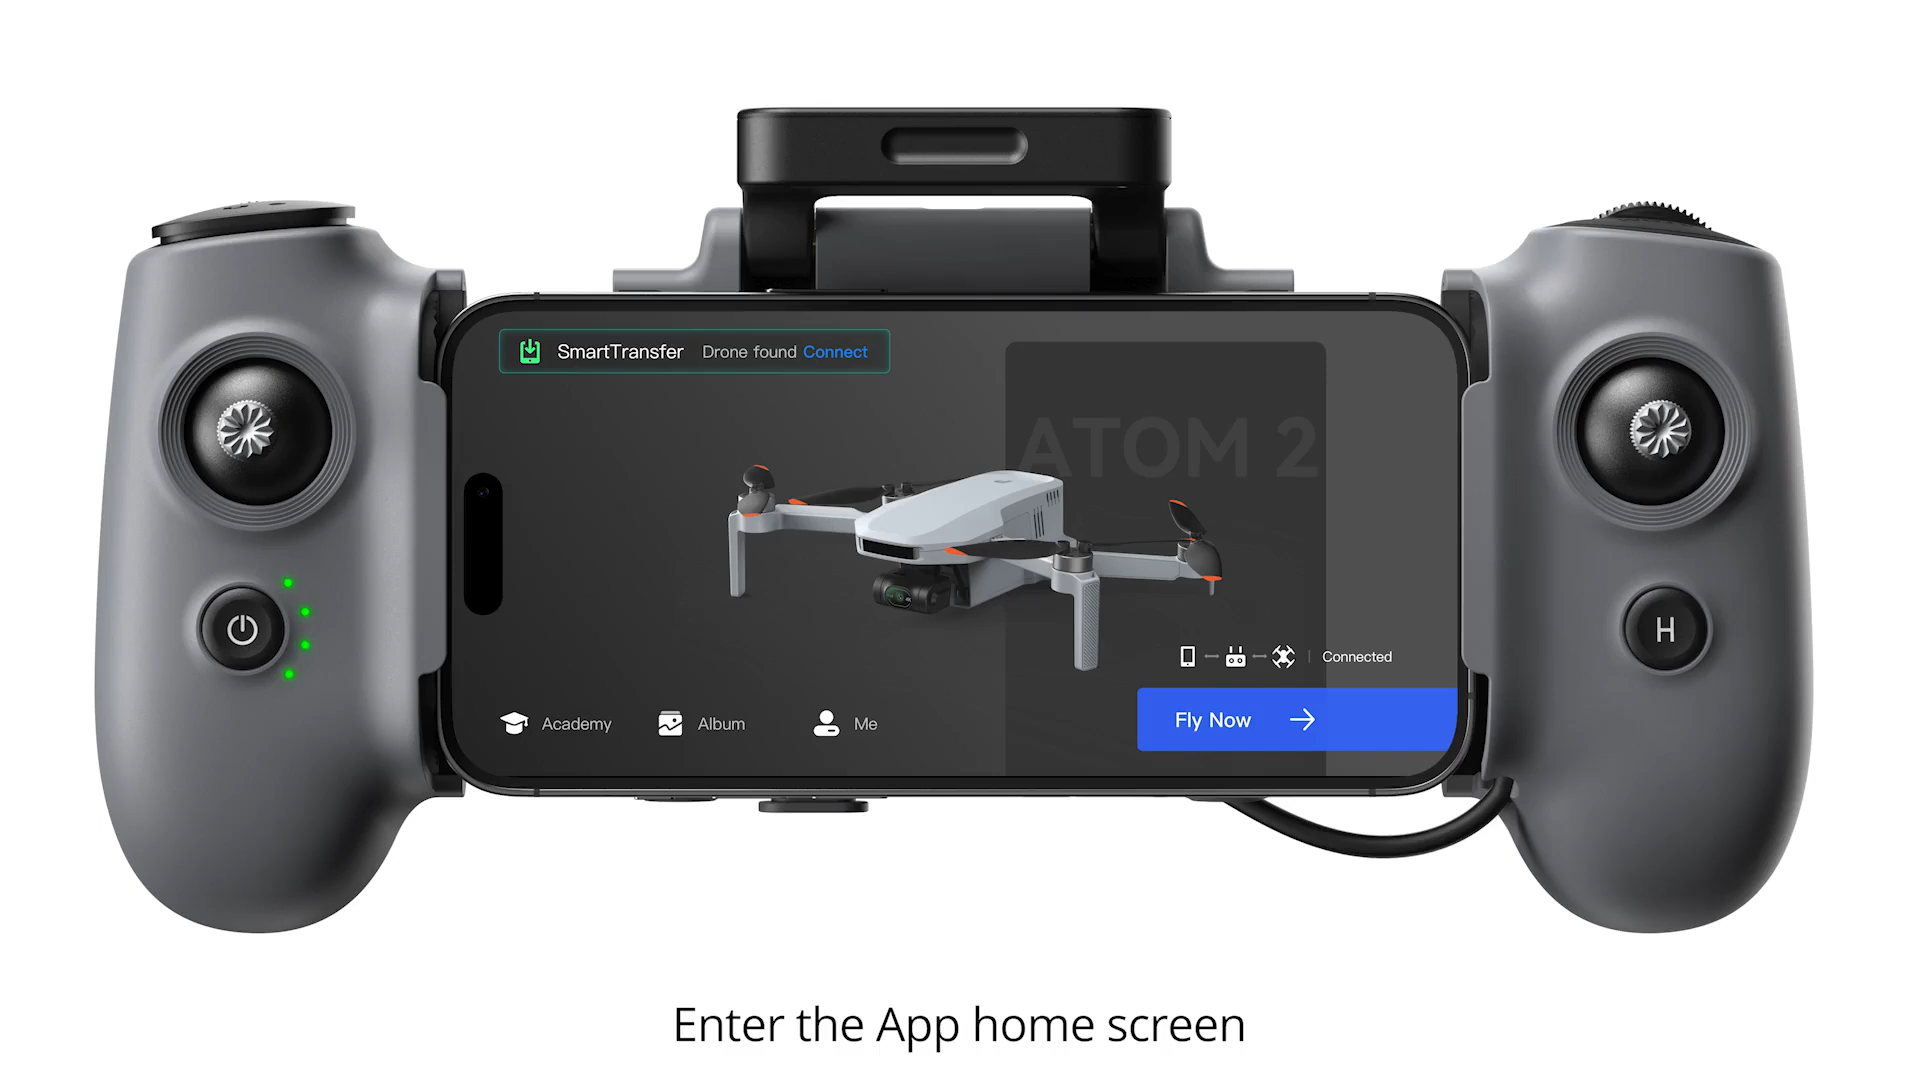 SmartTransfer Drone found Connect
ATOM 2
Connected
Academy Album Me
Fly Now
H
Enter the App home screen